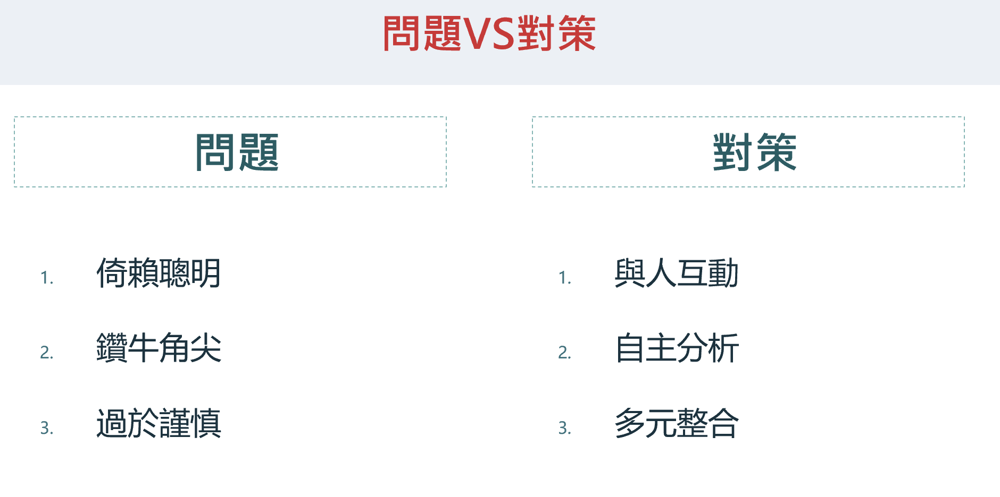 問題VS對策
問題
1. 倚賴聰明
2. 鑽牛角尖
3. 過於謹慎
對策
1. 與人互動
2. 自主分析
3. 多元整合